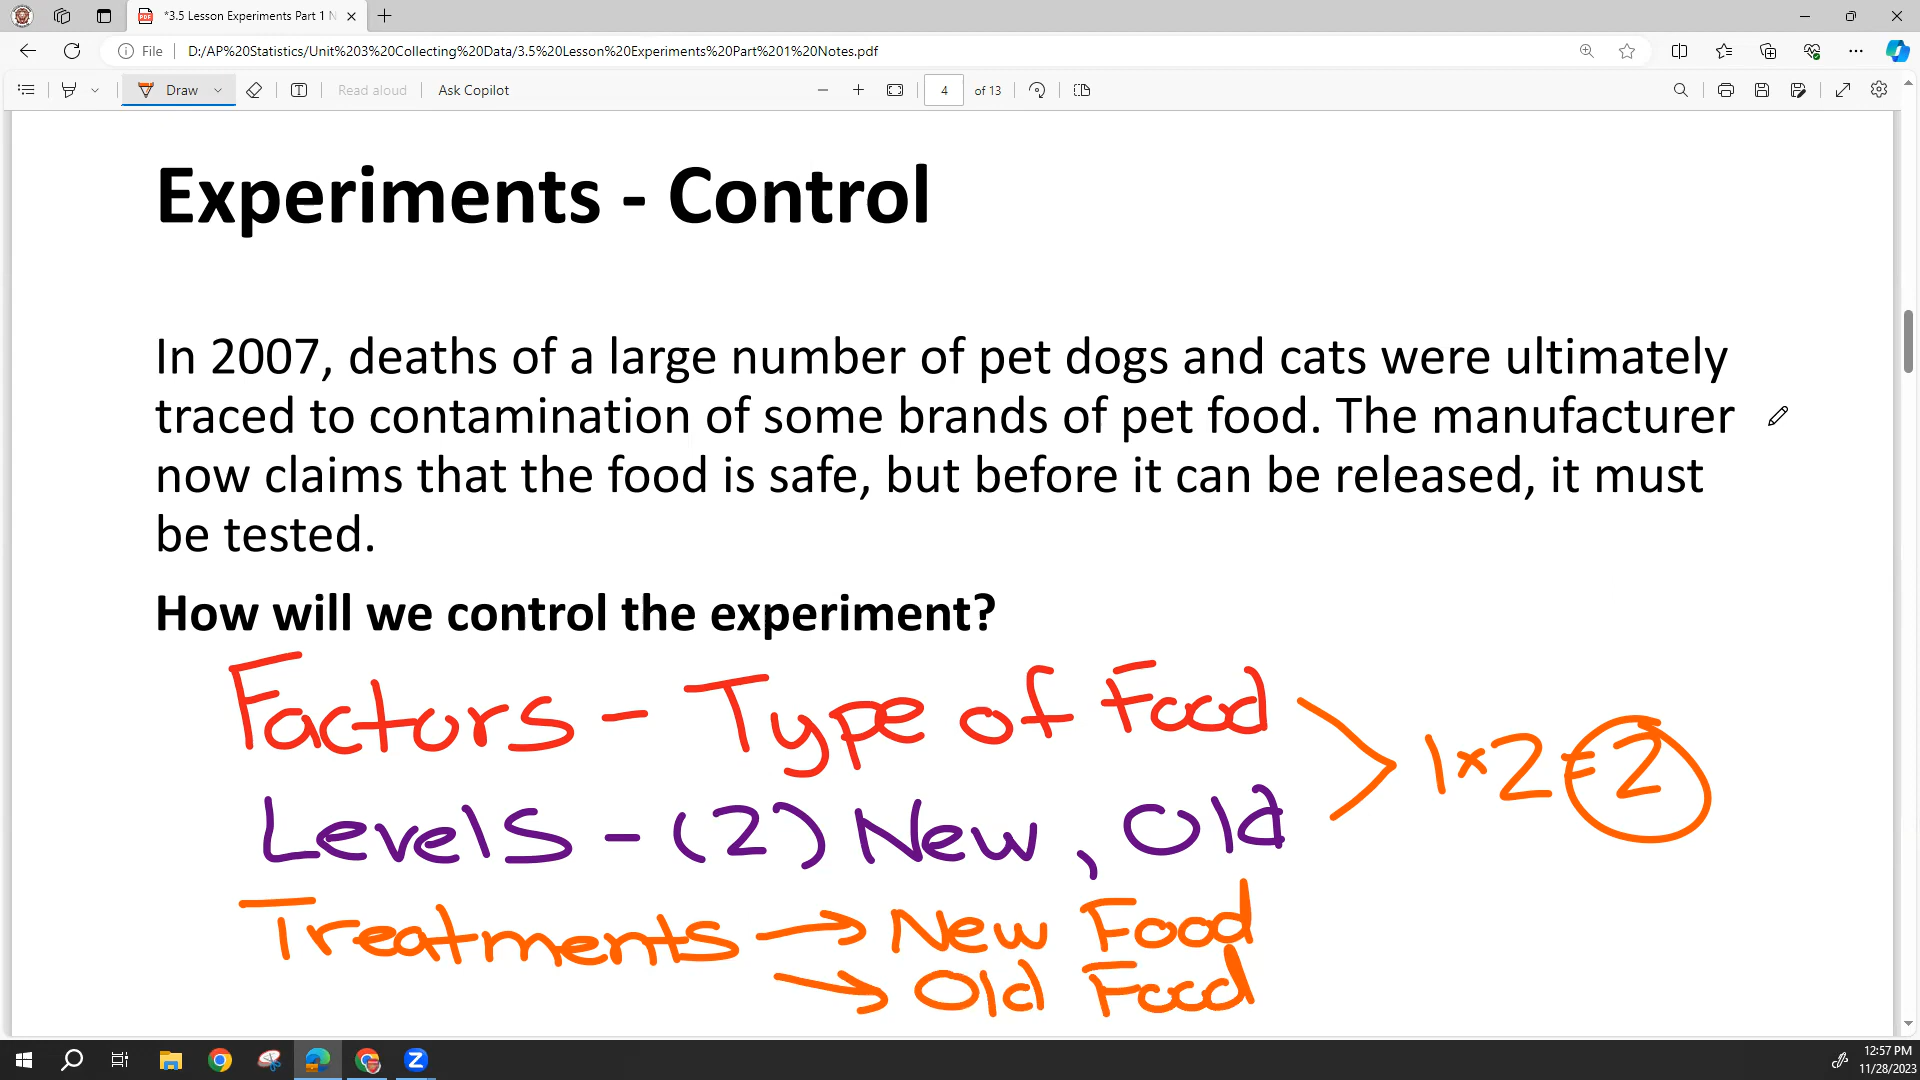 *3.5 Lesson Experiments Part 1 N
File D:/AP%20Statistics/Unit%203%20Collecting%20Data/3.5%20Lesson%20Experiments%20Part%201%20Notes.pdf
Draw Read aloud Ask Copilot 4 of 13
Experiments - Control
In 2007, deaths of a large number of pet dogs and cats were ultimately
traced to contamination of some brands of pet food. The manufacturer
now claims that the food is safe, but before it can be released, it must
be tested.
How will we control the experiment?
Factors - Type of Food
Levels - (2) New, Old
1 x 2 = 2
Treatments → New Food
→ Old Food
12:57 PM
11/28/2023